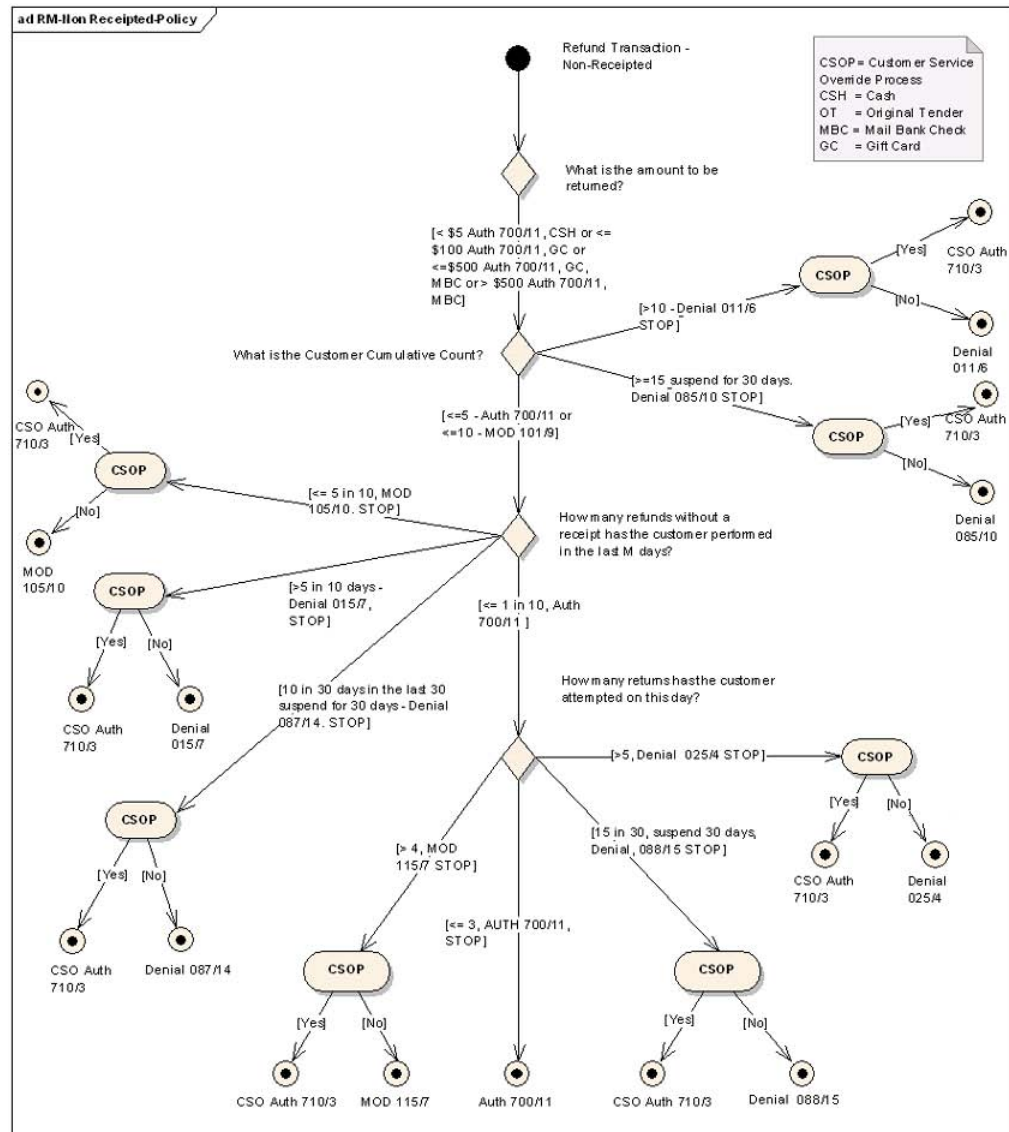 ad RM-Non Receipted-Policy
Refund Transaction -
Non-Receipted
CSOP = Customer Service
Override Process
CSH = Cash
OT = Original Tender
MBC = Mail Bank Check
GC = Gift Card
What is the amount to be
returned?
[< $5 Auth 700/11, CSH or <=
$100 Auth 700/11, GC or
<=$500 Auth 700/11, GC,
MBC or > $500 Auth 700/11,
MBC]
CSOP
[Yes]
CSO Auth
710/3
[No]
Denial
011/6
[>10 - Denial 011/6
STOP]
What is the Customer Cumulative Count?
[>=15 suspend for 30 days.
Denial 085/10 STOP]
CSOP
[Yes]
CSO Auth
710/3
[No]
Denial
085/10
[<=5 - Auth 700/11 or
<=10 - MOD 101/9]
CSO Auth
710/3
[Yes]
CSOP
[No]
MOD
105/10
[<= 5 in 10, MOD
105/10. STOP]
How many refunds without a
receipt has the customer performed
in the last M days?
CSOP
[>5 in 10 days -
Denial 015/7,
STOP]
[Yes]
[No]
CSO Auth
710/3
Denial
015/7
[<= 1 in 10, Auth
700/11 ]
[10 in 30 days in the last 30
suspend for 30 days - Denial
087/14. STOP]
How many returns has the customer
attempted on this day?
[>5, Denial 025/4 STOP]
CSOP
[Yes]
[No]
CSO Auth
710/3
Denial
025/4
CSOP
[Yes]
[No]
CSO Auth
710/3
Denial 087/14
[> 4, MOD
115/7 STOP]
[15 in 30, suspend 30 days,
Denial, 088/15 STOP]
[<= 3, AUTH 700/11,
STOP]
CSOP
[Yes]
[No]
CSO Auth 710/3
MOD 115/7
Auth 700/11
CSOP
[Yes]
[No]
CSO Auth 710/3
Denial 088/15